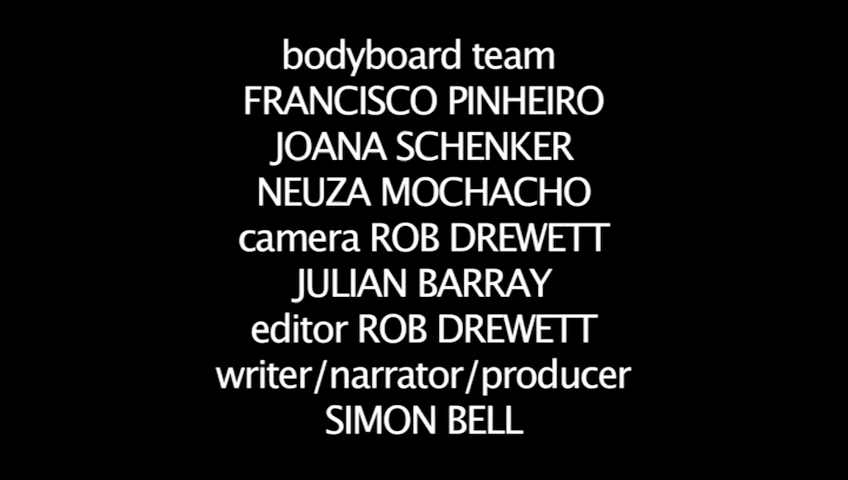 bodyboard team
FRANCISCO PINHEIRO
JOANA SCHENKER
NEUZA MOCHACHO
camera ROB DREWETT
JULIAN BARRAY
editor ROB DREWETT
writer/narrator/producer
SIMON BELL